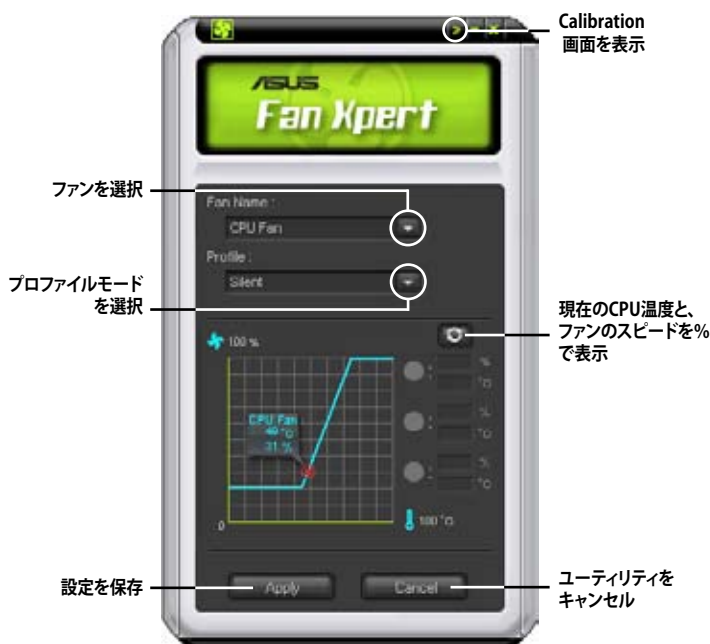 Calibration
画面を表示
ASUS
Fan Xpert
ファンを選択
Fan Name :
CPU Fan
プロファイルモード
を選択
Profile :
Silent
現在のCPU温度と、
ファンのスピードを%
で表示
100 %
%
°C
CPU Fan
%
°C
31 %
%
°C
0
100 °C
設定を保存
Apply
Cancel
ユーティリティを
キャンセル